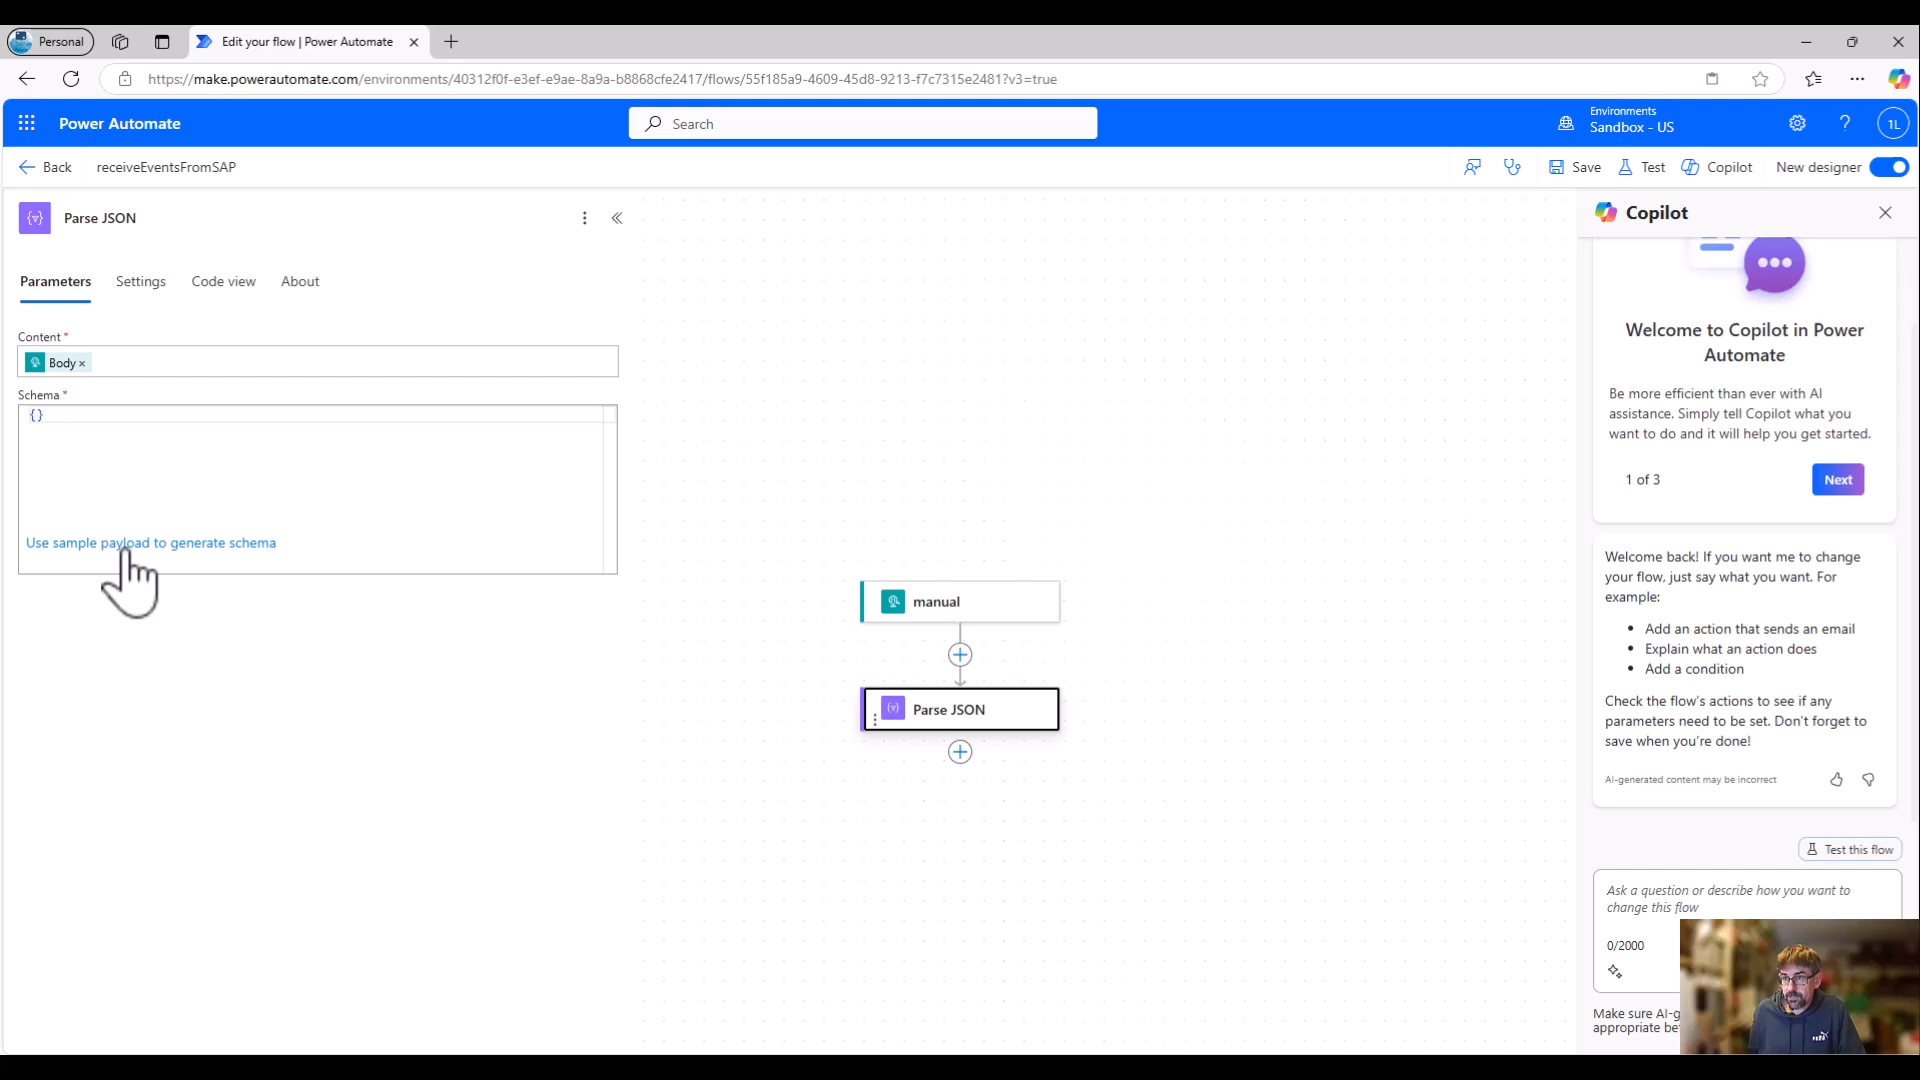 Personal
Edit your flow | Power Automate
https://make.powerautomate.com/environments/40312f0f-e3ef-e9ae-8a9a-b8868cfe2417/flows/55f185a9-4609-45d8-9213-f7c7315e2481?v3=true
Power Automate
Search
Environments
Sandbox - US
1L
Back
receiveEventsFromSAP
Save
Test
Copilot
New designer
Parse JSON
Parameters
Settings
Code view
About
Content *
Body ×
Schema *
{}
Use sample payload to generate schema
manual
Parse JSON
Copilot
Welcome to Copilot in Power
Automate
Be more efficient than ever with AI
assistance. Simply tell Copilot what you
want to do and it will help you get started.
1 of 3
Next
Welcome back! If you want me to change
your flow, just say what you want. For
example:
• Add an action that sends an email
• Explain what an action does
• Add a condition
Check the flow's actions to see if any
parameters need to be set. Don't forget to
save when you're done!
AI-generated content may be incorrect
Test this flow
Ask a question or describe how you want to
change this flow
0/2000
Make sure AI-g
appropriate be